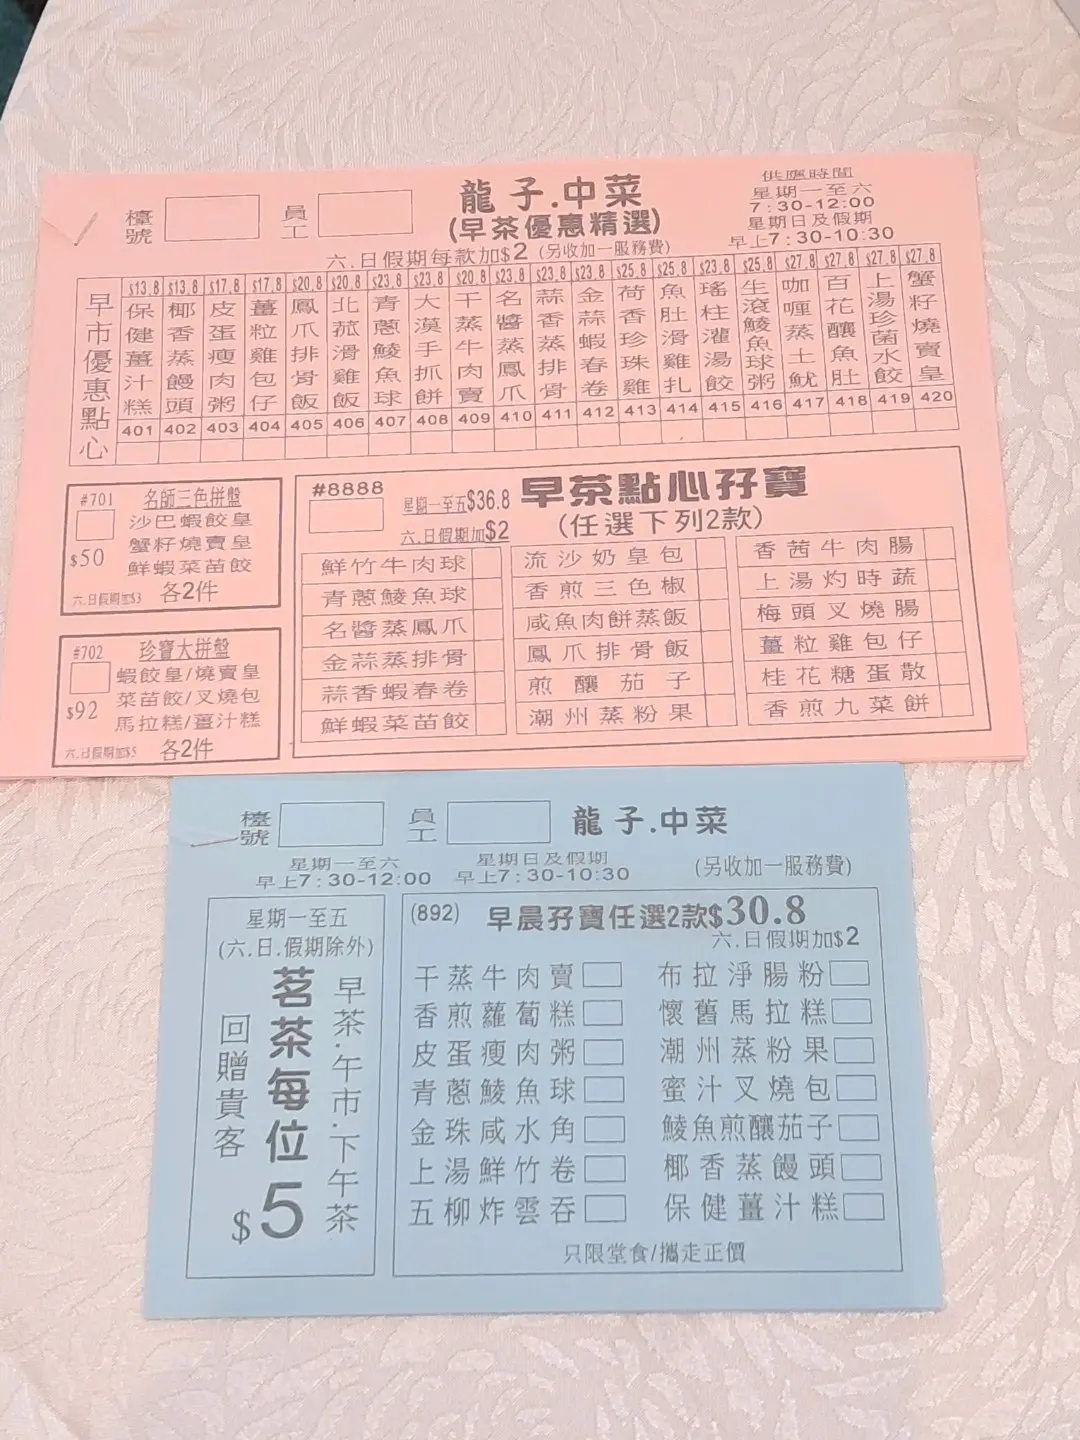 檯號
員工
龍子.中菜
(早茶優惠精選)
供應時間
星期一至六
7:30-12:00
星期日及假期
早上7:30-10:30
六.日假期每款加$2 (另收加一服務費)
早市優惠點心
$13.8 保健薑汁糕 401
$13.8 椰香蒸饅頭 402
$17.8 皮蛋瘦肉粥 403
$17.8 薑粒雞包仔 404
$20.8 鳳爪排骨飯 405
$20.8 北菰滑雞飯 406
$23.8 青蔥鯪魚球 407
$23.8 大漠手抓餅 408
$20.8 干蒸牛肉賣 409
$23.8 名醬蒸鳳爪 410
$23.8 蒜香蒸排骨 411
$23.8 金蒜蝦春卷 412
$25.8 荷香珍珠雞 413
$25.8 魚肚滑雞扎 414
$23.8 瑤柱灌湯餃 415
$25.8 生滾鯪魚球粥 416
$27.8 咖喱蒸土魷 417
$27.8 百花釀魚肚 418
$27.8 上湯珍菌水餃 419
$27.8 蟹籽燒賣皇 420
#701 名師三色拼盤
沙巴蝦餃皇
蟹籽燒賣皇
$50
鮮蝦菜苗餃
六.日假期加$3 各2件
#702 珍寶大拼盤
蝦餃皇/燒賣皇
菜苗餃/叉燒包
$92
馬拉糕/薑汁糕
六.日假期加$5 各2件
#8888
星期一至五$36.8
六.日假期加$2
早茶點心孖寶
(任選下列2款)
鮮竹牛肉球
青蔥鯪魚球
名醬蒸鳳爪
金蒜蒸排骨
蒜香蝦春卷
鮮蝦菜苗餃
流沙奶皇包
香煎三色椒
咸魚肉餅蒸飯
鳳爪排骨飯
煎釀茄子
潮州蒸粉果
香茜牛肉腸
上湯灼時蔬
梅頭叉燒腸
薑粒雞包仔
桂花糖蛋散
香煎九菜餅
檯號
員工
龍子.中菜
星期一至六
早上7:30-12:00
星期日及假期
早上7:30-10:30
(另收加一服務費)
星期一至五
(六.日.假期除外)
早茶.午市.下午茶
茗茶每位$5
回贈貴客
(892) 早晨孖寶任選2款$30.8
六.日假期加$2
干蒸牛肉賣
香煎蘿蔔糕
皮蛋瘦肉粥
青蔥鯪魚球
金珠咸水角
上湯鮮竹卷
五柳炸雲吞
布拉淨腸粉
懷舊馬拉糕
潮州蒸粉果
蜜汁叉燒包
鯪魚煎釀茄子
椰香蒸饅頭
保健薑汁糕
只限堂食/攜走正價